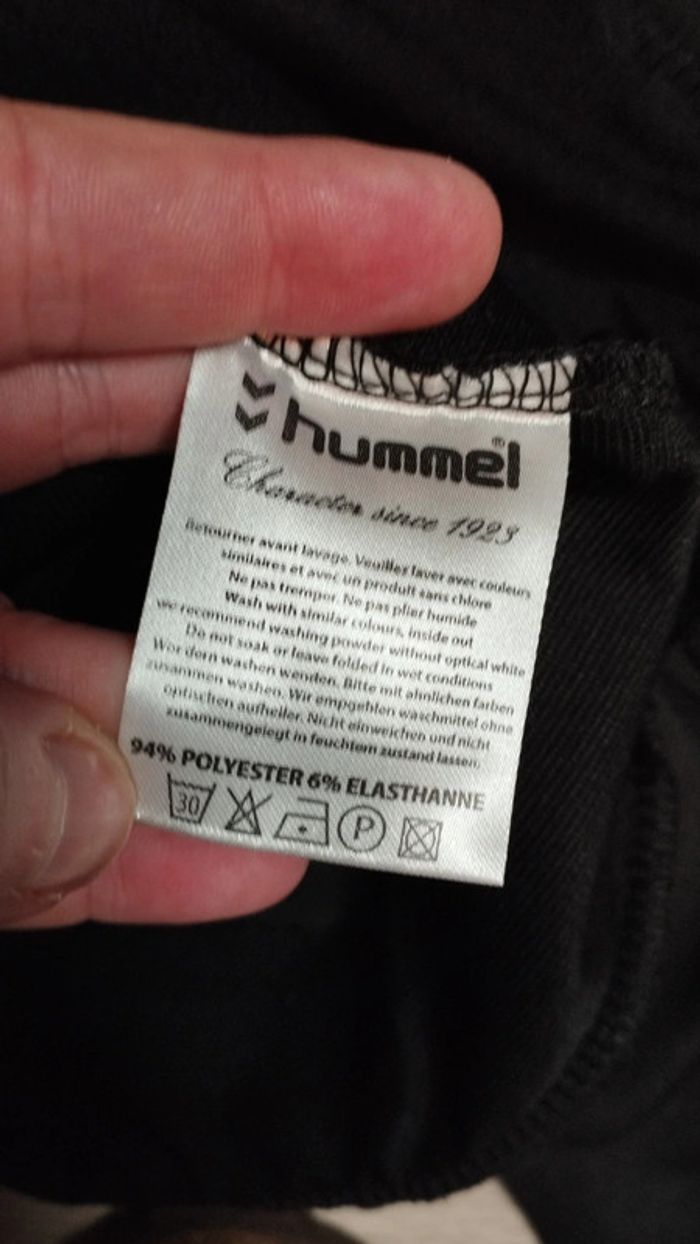 hummel®
Character since 1923
Retourner avant lavage. Veuillez laver avec couleurs
similaires et avec un produit sans chlore
Ne pas tremper. Ne pas plier humide
Wash with similar colours, inside out
we recommend washing powder without optical white
Do not soak or leave folded in wet conditions
Wor dern washen wenden. Bitte mit ahnlichen farben
zusammen washen. Wir empgehlen waschmittel ohne
optischen aufheller. Nicht einweichen und nicht
zusammengelegt in feuchtem zustand lassen.
94% POLYESTER 6% ELASTHANNE
30 P